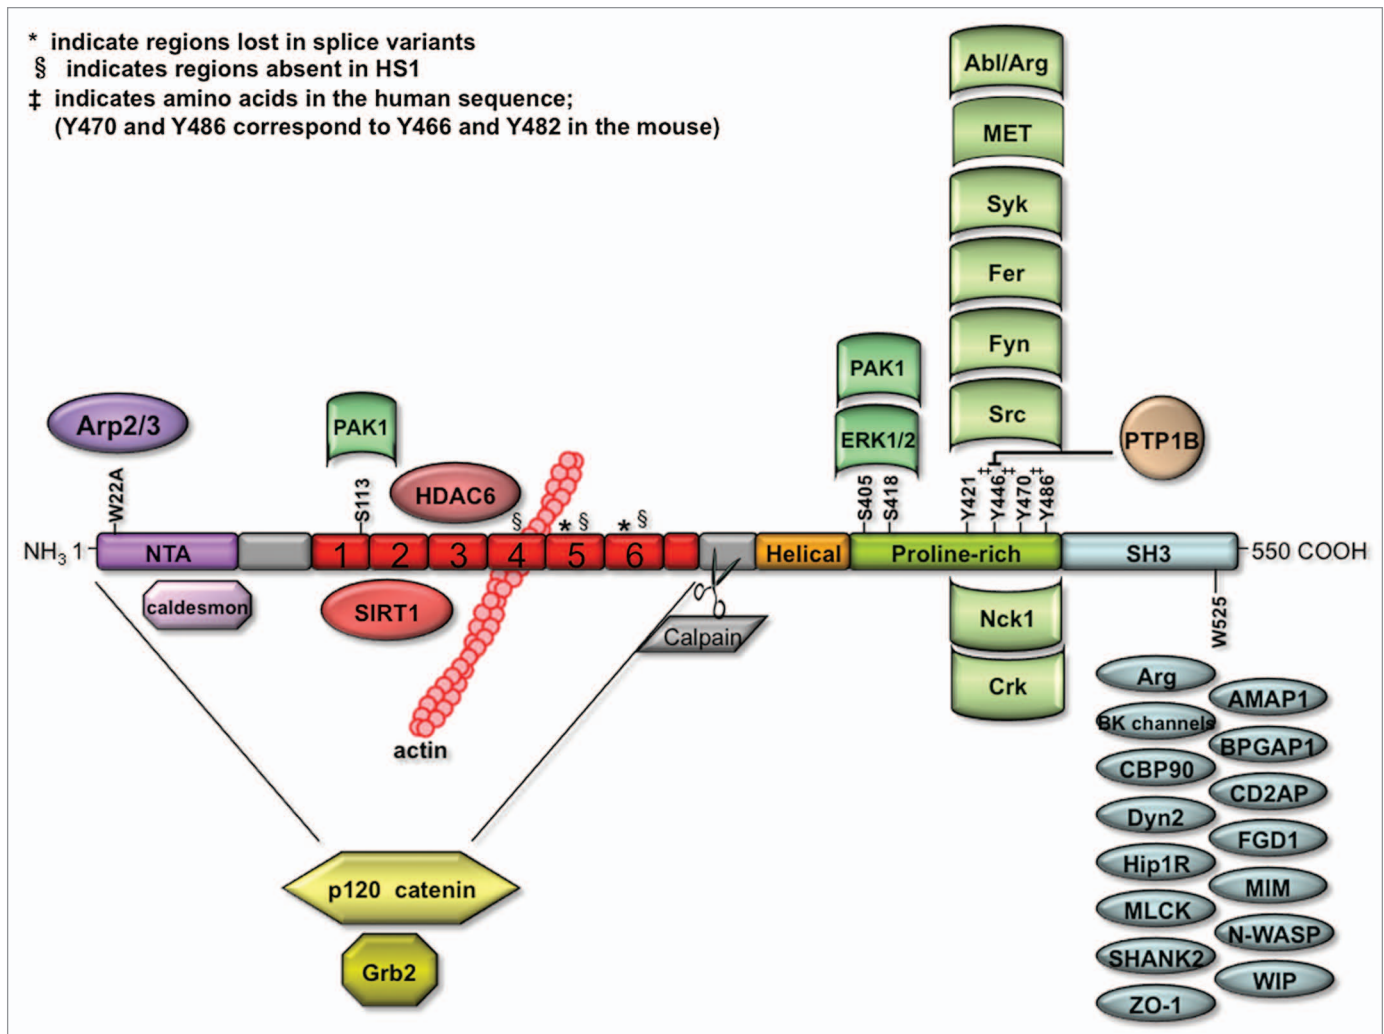 * indicate regions lost in splice variants
§ indicates regions absent in HS1
‡ indicates amino acids in the human sequence;
(Y470 and Y486 correspond to Y466 and Y482 in the mouse)
Abl/Arg
MET
Syk
Fer
Fyn
Src
PAK1
ERK1/2
PTP1B
Arp2/3
PAK1
HDAC6
W22A
S113
S405
S418
Y421
‡
Y446
‡
Y470
‡
Y486
§
* §
* §
NH3 1
NTA
1
2
3
4
5
6
Helical
Proline-rich
SH3
550 COOH
caldesmon
SIRT1
Calpain
Nck1
Crk
W525
actin
Arg
AMAP1
BK channels
BPGAP1
CBP90
CD2AP
Dyn2
FGD1
Hip1R
MIM
MLCK
N-WASP
SHANK2
WIP
ZO-1
p120 catenin
Grb2